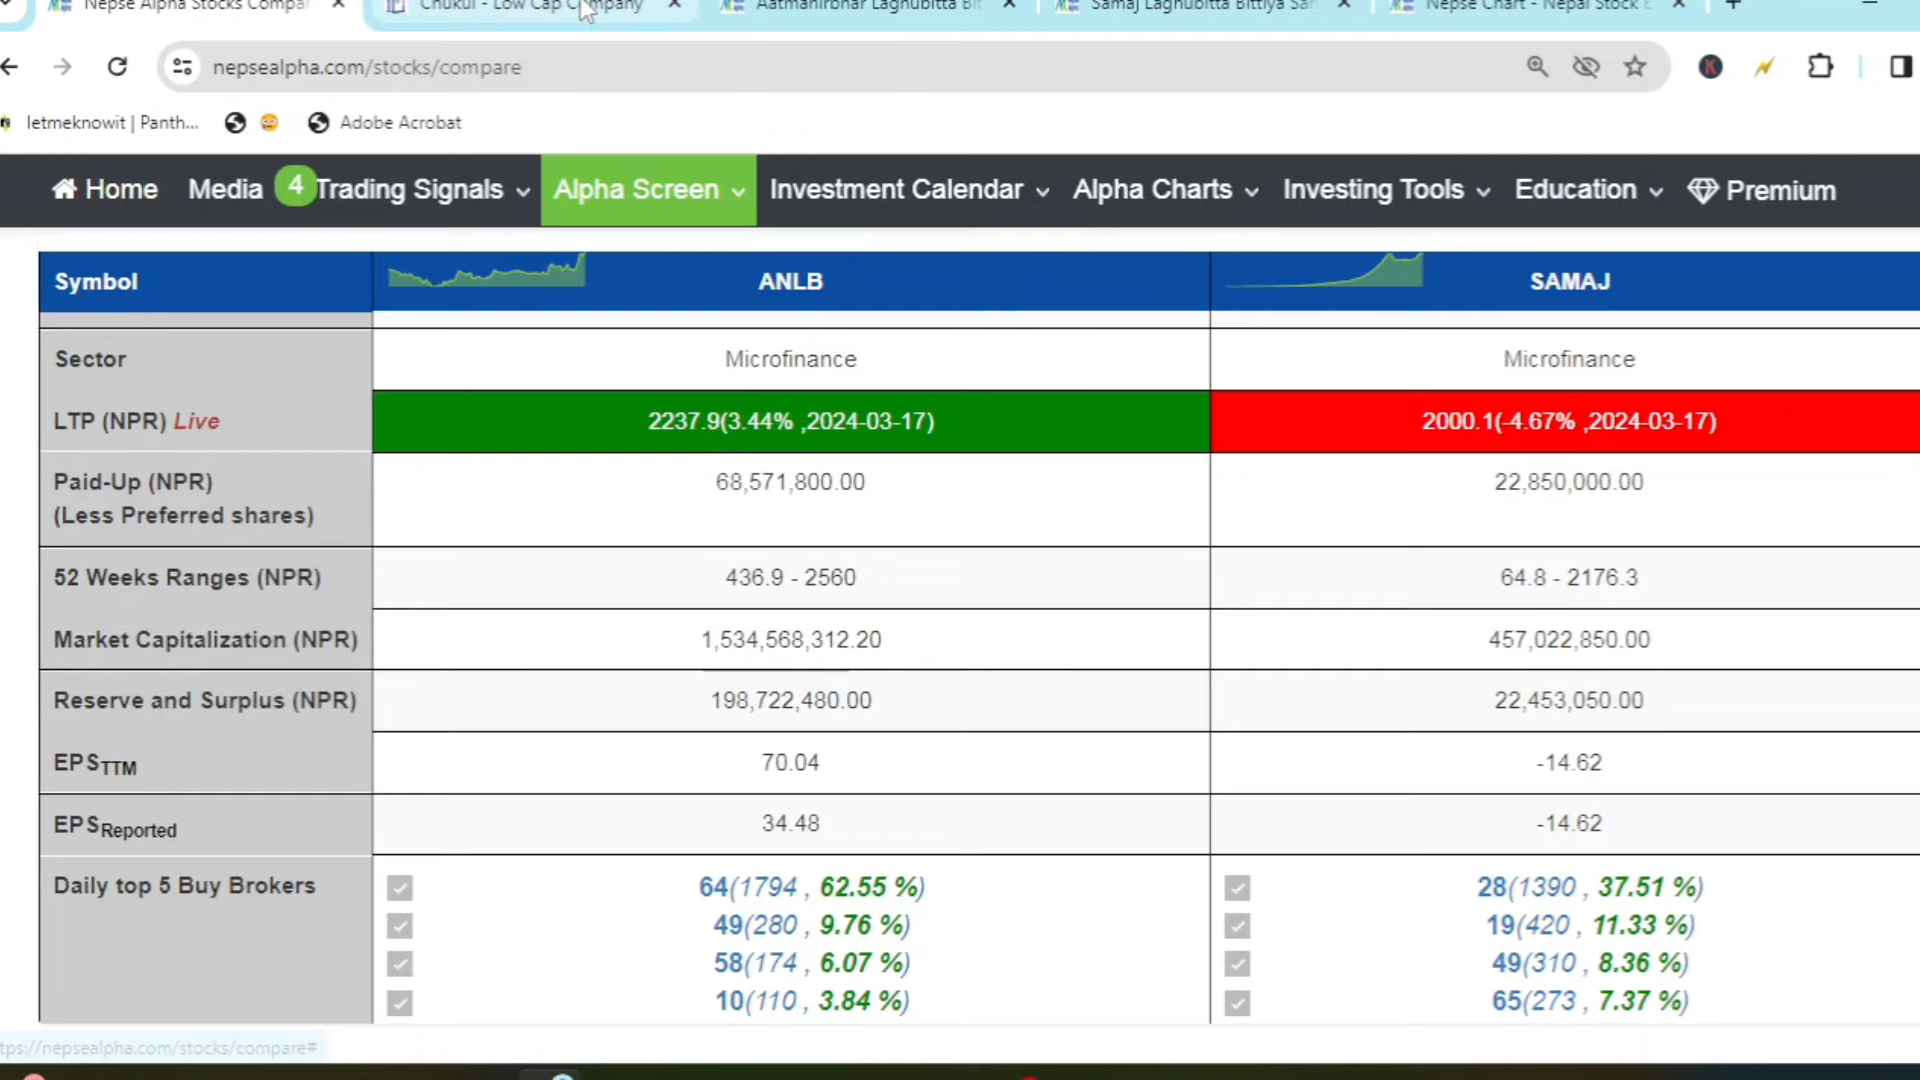 Nepse Alpha Stocks Compar
Chukul - Low Cap Company
Aatmanirbhar Laghubitta Bit
Samaj Laghubitta Bittiya San
Nepse Chart - Nepal Stock E
nepsealpha.com/stocks/compare
K
letmeknowit | Panth...
Adobe Acrobat
Home
Media
4
Trading Signals
Alpha Screen
Investment Calendar
Alpha Charts
Investing Tools
Education
Premium
Symbol ANLB SAMAJ
Sector Microfinance Microfinance
LTP (NPR) Live 2237.9(3.44% ,2024-03-17) 2000.1(-4.67% ,2024-03-17)
Paid-Up (NPR) 68,571,800.00 22,850,000.00
(Less Preferred shares)
52 Weeks Ranges (NPR) 436.9 - 2560 64.8 - 2176.3
Market Capitalization (NPR) 1,534,568,312.20 457,022,850.00
Reserve and Surplus (NPR) 198,722,480.00 22,453,050.00
EPSTTM 70.04 -14.62
EPSReported 34.48 -14.62
Daily top 5 Buy Brokers 64(1794 , 62.55 %) 28(1390 , 37.51 %)
49(280 , 9.76 %) 19(420 , 11.33 %)
58(174 , 6.07 %) 49(310 , 8.36 %)
10(110 , 3.84 %) 65(273 , 7.37 %)
tps://nepsealpha.com/stocks/compare#